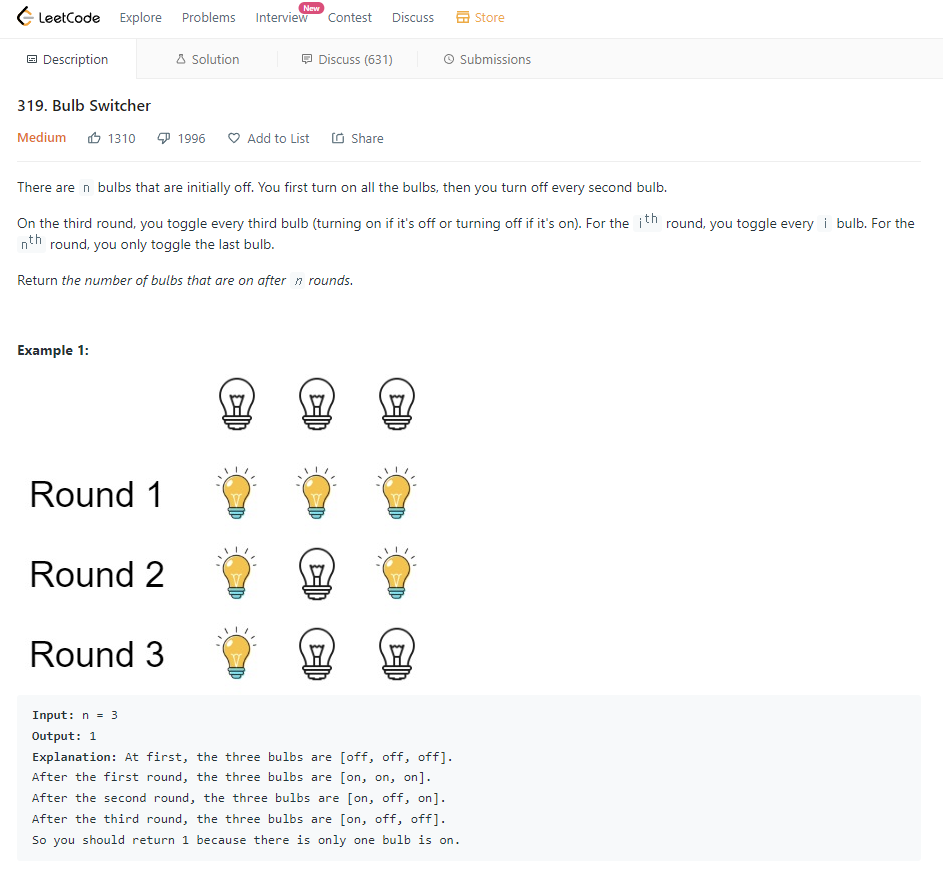 LeetCode Explore Problems Interview New Contest Discuss Store
Description Solution Discuss (631) Submissions
319. Bulb Switcher
Medium 1310 1996 Add to List Share
There are n bulbs that are initially off. You first turn on all the bulbs, then you turn off every second bulb.
On the third round, you toggle every third bulb (turning on if it's off or turning off if it's on). For the ith round, you toggle every i bulb. For the
nth round, you only toggle the last bulb.
Return the number of bulbs that are on after n rounds.
Example 1:
Round 1
Round 2
Round 3
Input: n = 3
Output: 1
Explanation: At first, the three bulbs are [off, off, off].
After the first round, the three bulbs are [on, on, on].
After the second round, the three bulbs are [on, off, on].
After the third round, the three bulbs are [on, off, off].
So you should return 1 because there is only one bulb is on.